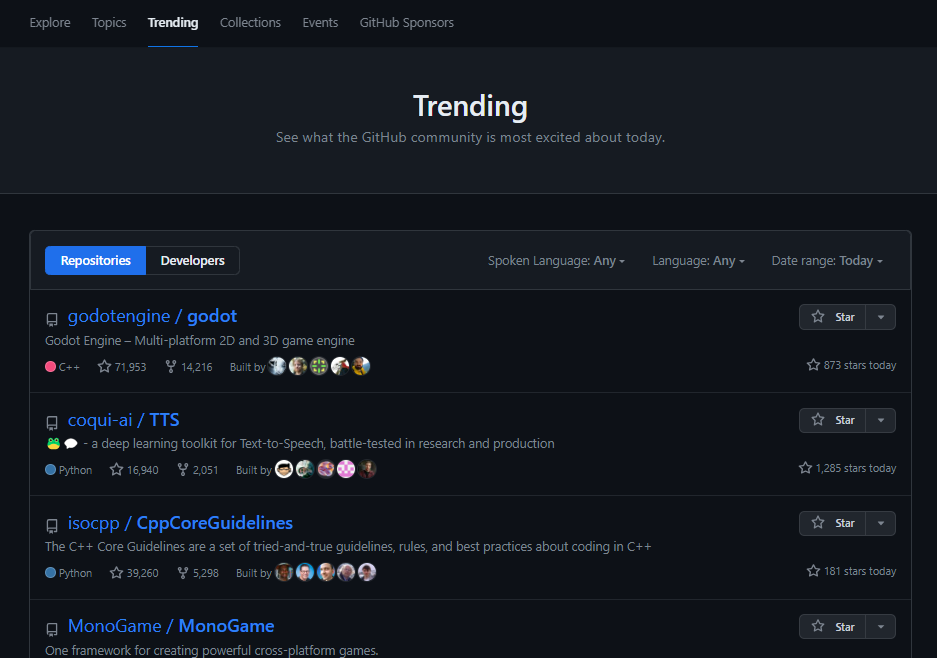 Explore Topics Trending Collections Events GitHub Sponsors
Trending
See what the GitHub community is most excited about today.
Repositories Developers Spoken Language: Any Language: Any Date range: Today
godotengine / godot Star
Godot Engine – Multi-platform 2D and 3D game engine
C++ 71,953 14,216 Built by 873 stars today
coqui-ai / TTS Star
🐸💬 - a deep learning toolkit for Text-to-Speech, battle-tested in research and production
Python 16,940 2,051 Built by 1,285 stars today
isocpp / CppCoreGuidelines Star
The C++ Core Guidelines are a set of tried-and-true guidelines, rules, and best practices about coding in C++
Python 39,260 5,298 Built by 181 stars today
MonoGame / MonoGame Star
One framework for creating powerful cross-platform games.